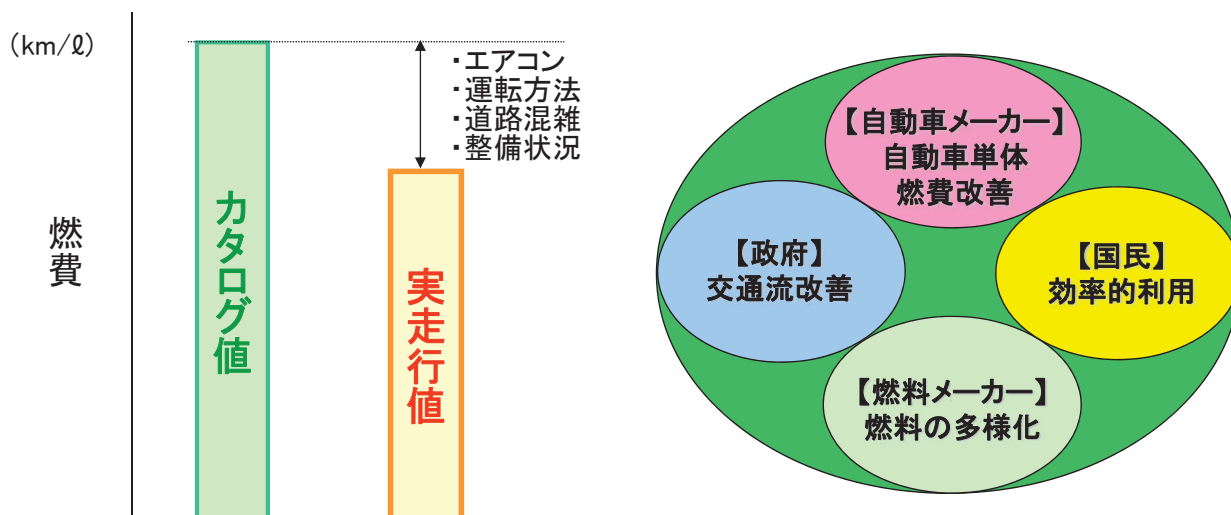 (km/ℓ)
燃費
カタログ値
実走行値
・エアコン
・運転方法
・道路混雑
・整備状況
【自動車メーカー】
自動車単体
燃費改善
【政府】
交通流改善
【国民】
効率的利用
【燃料メーカー】
燃料の多様化